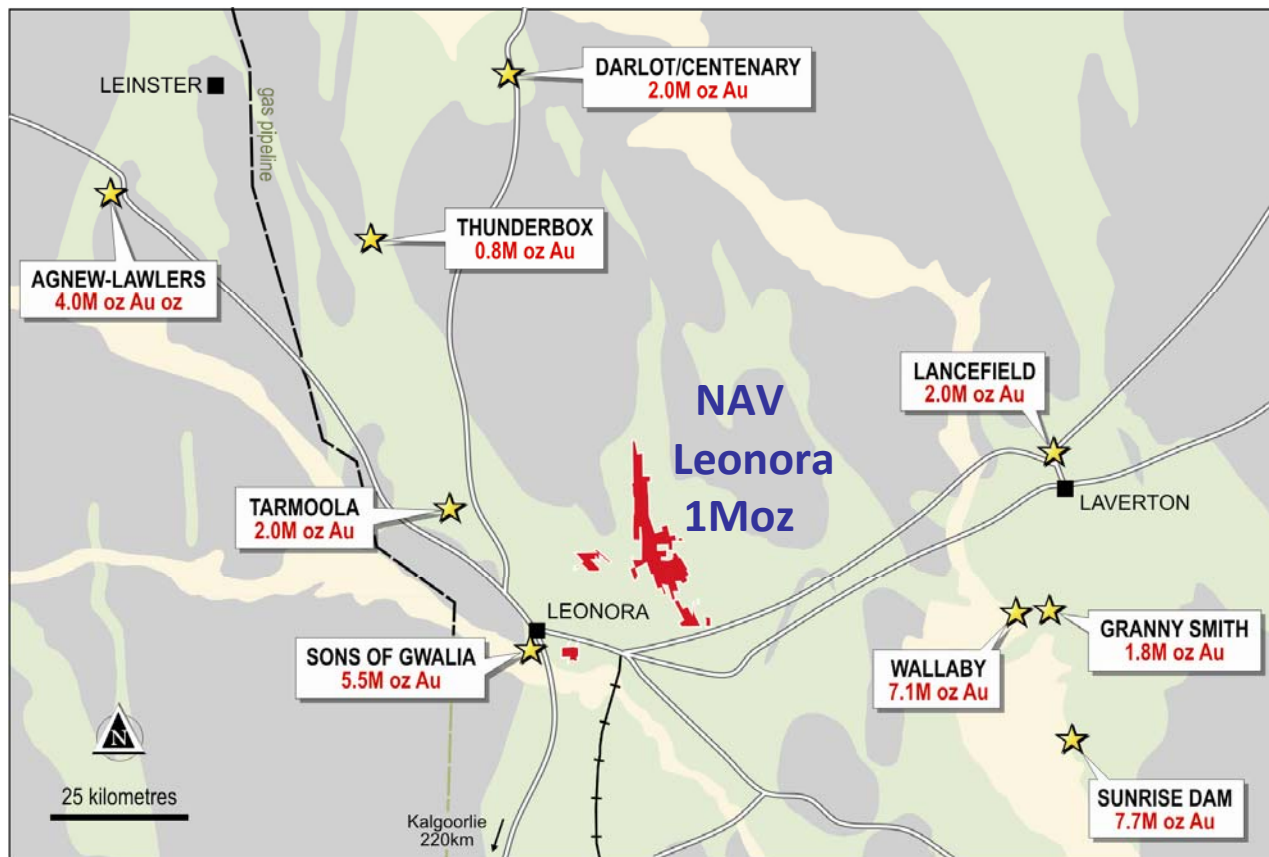 LEINSTER
gas pipeline
DARLOT/CENTENARY
2.0M oz Au
THUNDERBOX
0.8M oz Au
AGNEW-LAWLERS
4.0M oz Au oz
NAV
Leonora
1Moz
LANCEFIELD
2.0M oz Au
LAVERTON
TARMOOLA
2.0M oz Au
LEONORA
SONS OF GWALIA
5.5M oz Au
WALLABY
7.1M oz Au
GRANNY SMITH
1.8M oz Au
SUNRISE DAM
7.7M oz Au
N
25 kilometres
Kalgoorlie
220km